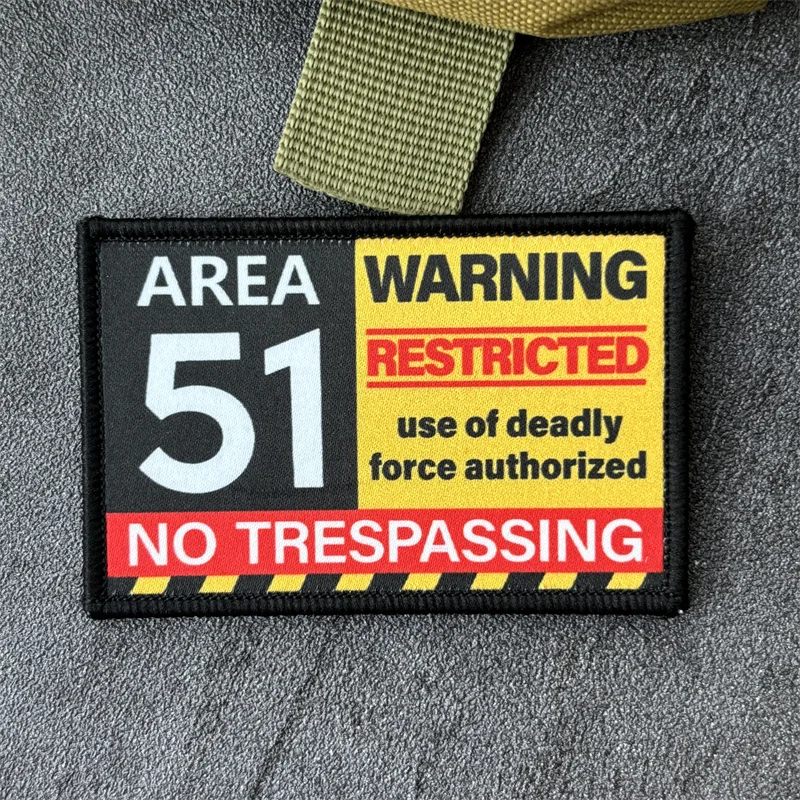 AREA
51
WARNING
RESTRICTED
use of deadly
force authorized
NO TRESPASSING